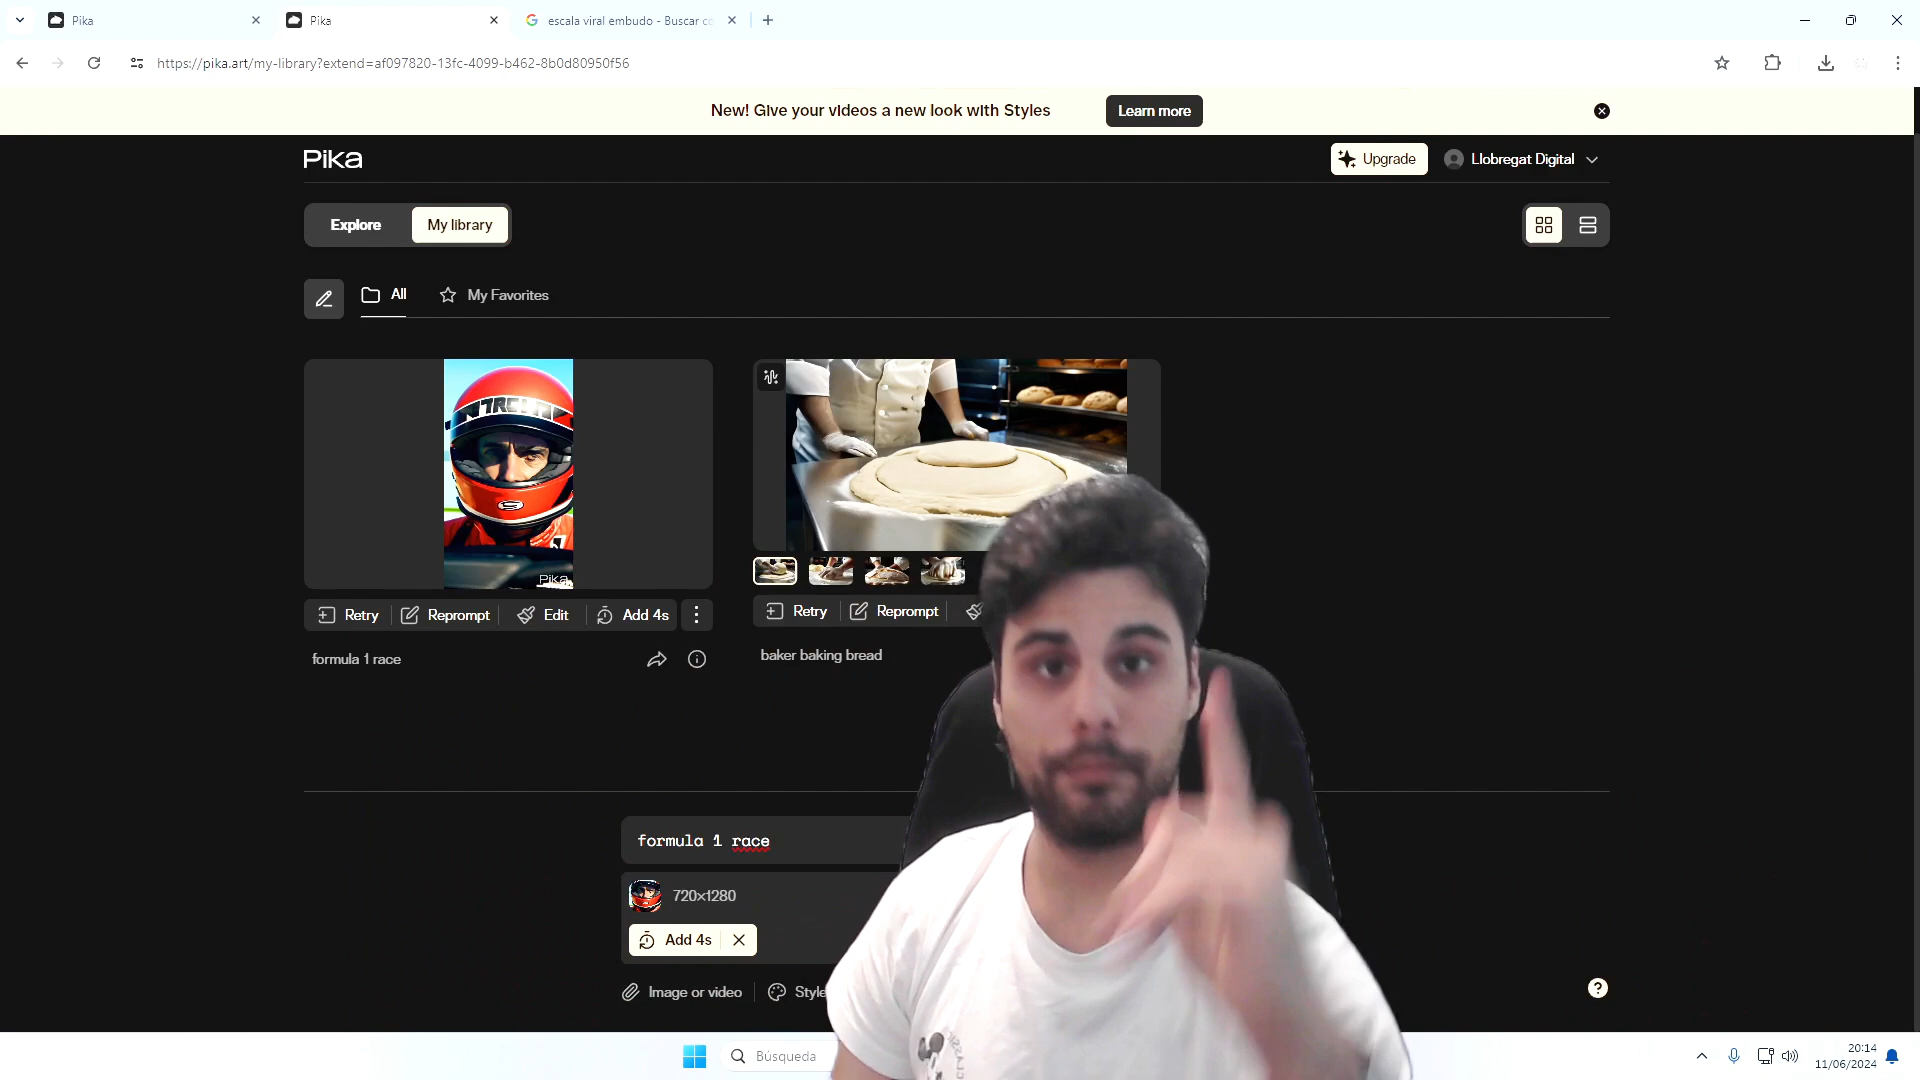 Pika
Pika
escala viral embudo - Buscar co
https://pika.art/my-library?extend=af097820-13fc-4099-b462-8b0d80950f56
New! Give your videos a new look with Styles
Learn more
Pika
Upgrade
Llobregat Digital
Explore
My library
All
My Favorites
Pika
Retry
Reprompt
Edit
Add 4s
Retry
Reprompt
formula 1 race
baker baking bread
formula 1 race
720×1280
Add 4s
Image or video
Style
?
Búsqueda
20:14
11/06/2024